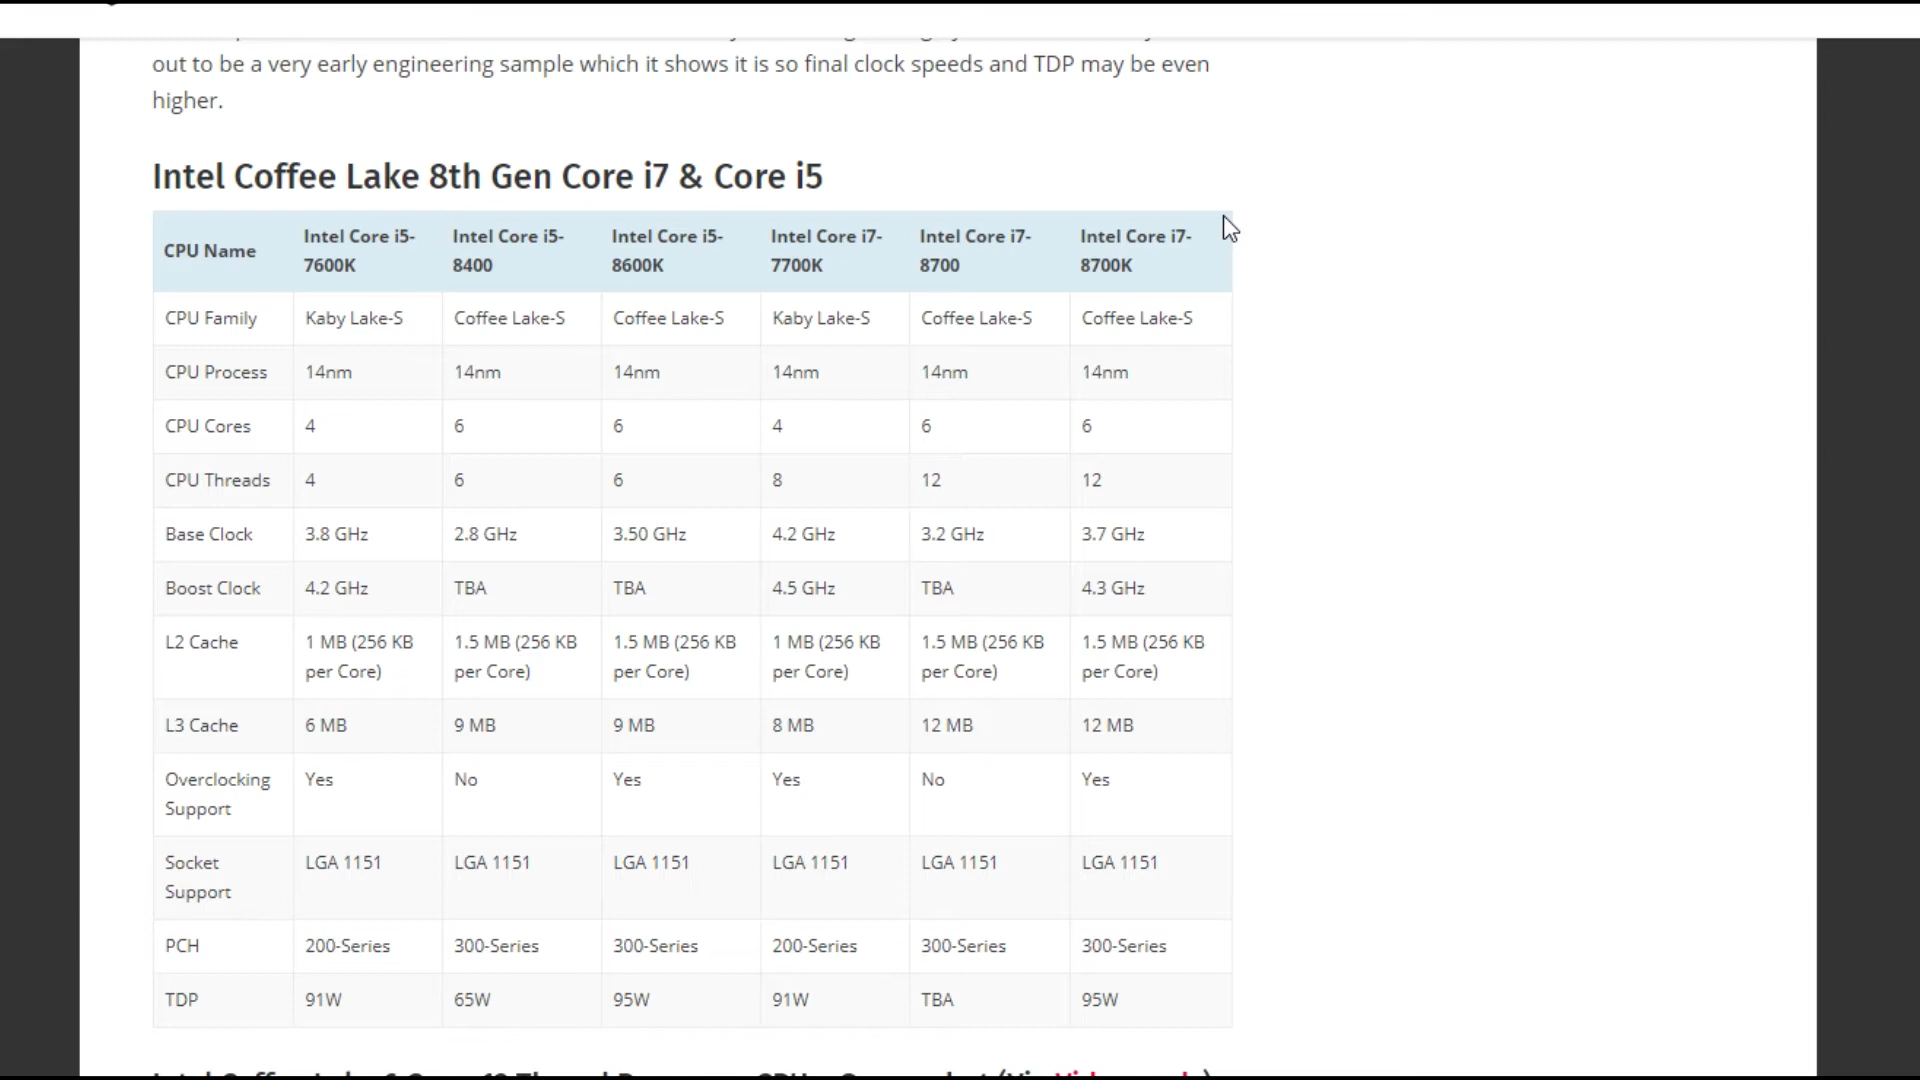 out to be a very early engineering sample which it shows it is so final clock speeds and TDP may be even
higher.
Intel Coffee Lake 8th Gen Core i7 & Core i5
CPU Name Intel Core i5-7600K Intel Core i5-8400 Intel Core i5-8600K Intel Core i7-7700K Intel Core i7-8700 Intel Core i7-8700K
CPU Family Kaby Lake-S Coffee Lake-S Coffee Lake-S Kaby Lake-S Coffee Lake-S Coffee Lake-S
CPU Process 14nm 14nm 14nm 14nm 14nm 14nm
CPU Cores 4 6 6 4 6 6
CPU Threads 4 6 6 8 12 12
Base Clock 3.8 GHz 2.8 GHz 3.50 GHz 4.2 GHz 3.2 GHz 3.7 GHz
Boost Clock 4.2 GHz TBA TBA 4.5 GHz TBA 4.3 GHz
L2 Cache 1 MB (256 KB per Core) 1.5 MB (256 KB per Core) 1.5 MB (256 KB per Core) 1 MB (256 KB per Core) 1.5 MB (256 KB per Core) 1.5 MB (256 KB per Core)
L3 Cache 6 MB 9 MB 9 MB 8 MB 12 MB 12 MB
Overclocking Support Yes No Yes Yes No Yes
Socket Support LGA 1151 LGA 1151 LGA 1151 LGA 1151 LGA 1151 LGA 1151
PCH 200-Series 300-Series 300-Series 200-Series 300-Series 300-Series
TDP 91W 65W 95W 91W TBA 95W